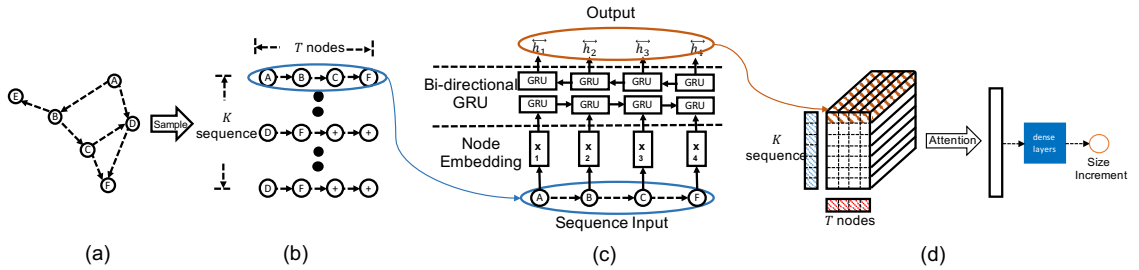 A
E
B
D
C
F
(a)
Sample
T nodes
K
sequence
A B C F
D F + +
D F + +
(b)
Output
h1 h2 h3 h4
Bi-directional
GRU
GRU GRU GRU GRU
GRU GRU GRU GRU
Node
Embedding
x x x x
1 2 3 4
A B C F
Sequence Input
(c)
K
sequence
T nodes
Attention
dense
layers
Size
Increment
(d)